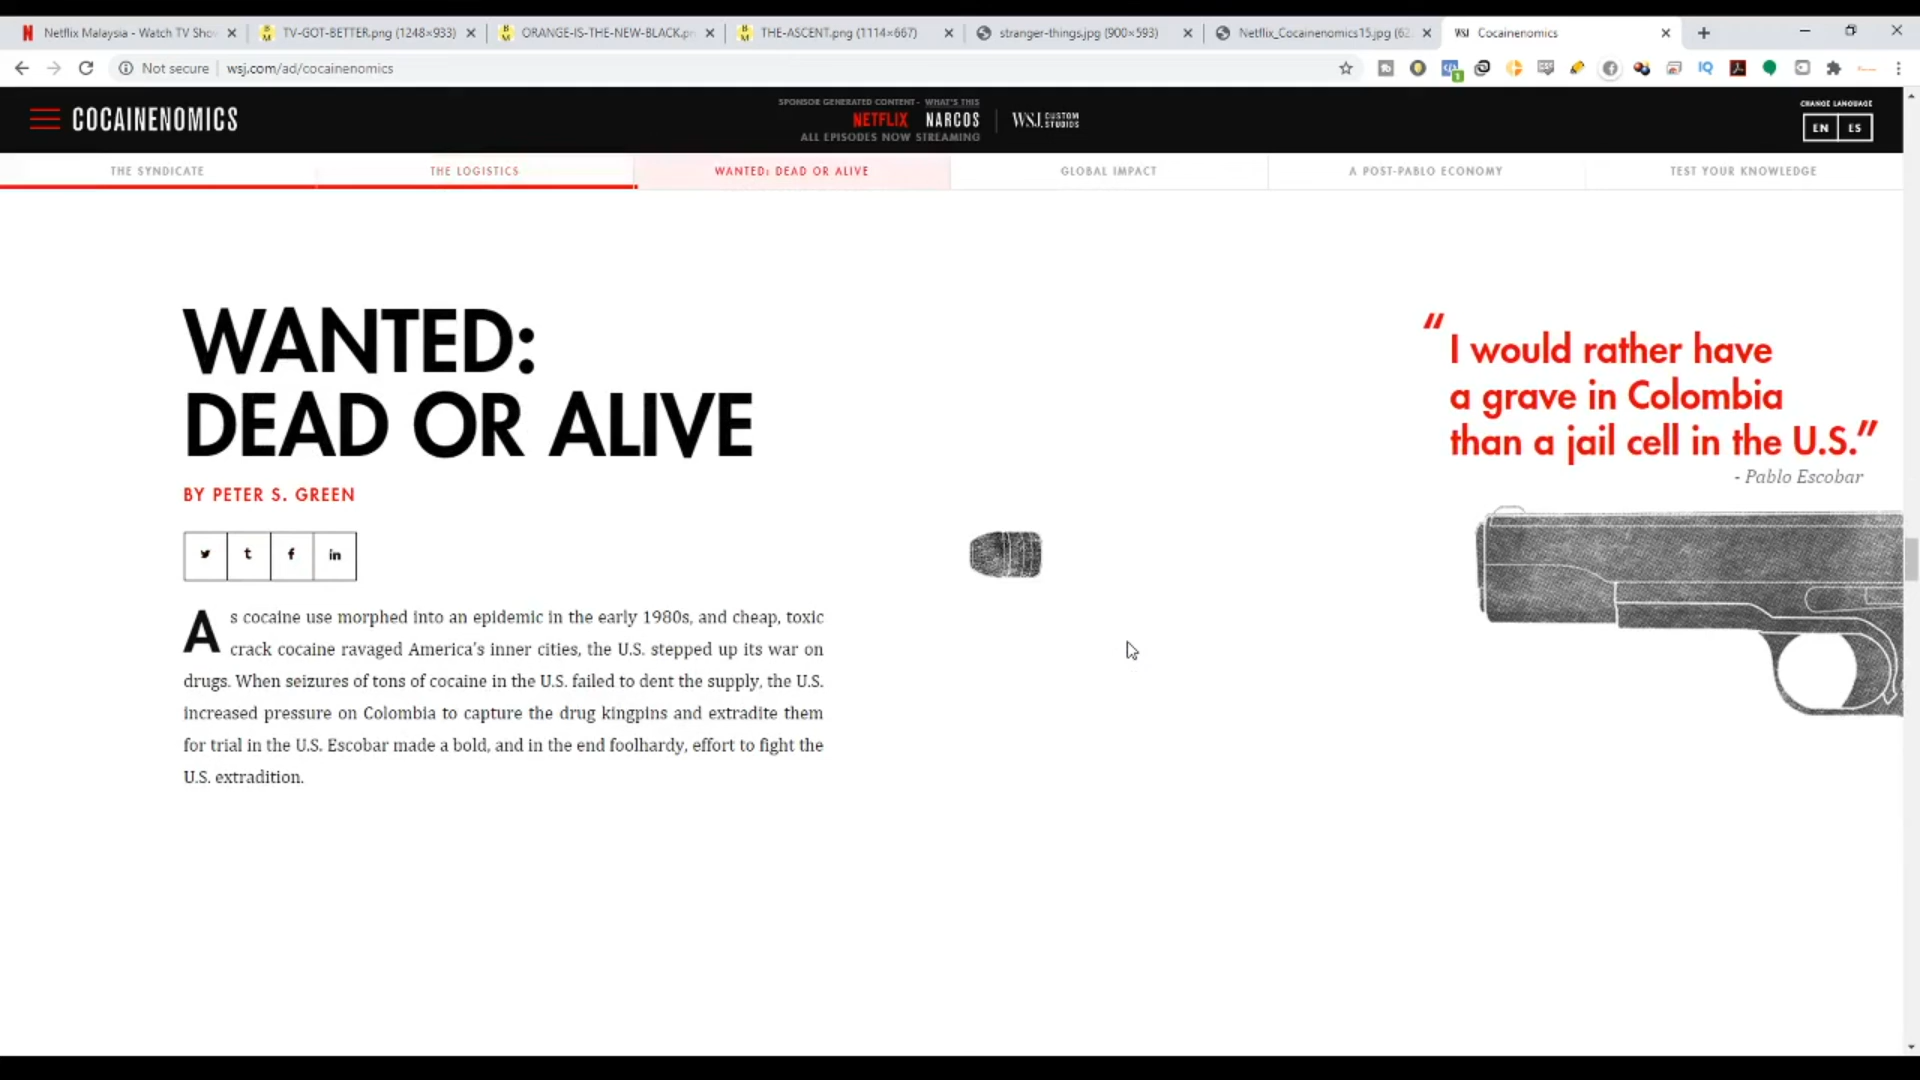 Netflix Malaysia - Watch TV Sho
TV-GOT-BETTER.png (1248×933)
ORANGE-IS-THE-NEW-BLACK.pn
THE-ASCENT.png (1114×667)
stranger-things.jpg (900×593)
Netflix_Cocainenomics15.jpg (62
WSJ Cocainenomics
Not secure wsj.com/ad/cocainenomics
COCAINENOMICS
SPONSOR GENERATED CONTENT - WHAT'S THIS
NETFLIX NARCOS
ALL EPISODES NOW STREAMING
WSJ. CUSTOM STUDIOS
CHANGE LANGUAGE
EN ES
THE SYNDICATE
THE LOGISTICS
WANTED: DEAD OR ALIVE
GLOBAL IMPACT
A POST-PABLO ECONOMY
TEST YOUR KNOWLEDGE
WANTED:
DEAD OR ALIVE
BY PETER S. GREEN
As cocaine use morphed into an epidemic in the early 1980s, and cheap, toxic
crack cocaine ravaged America's inner cities, the U.S. stepped up its war on
drugs. When seizures of tons of cocaine in the U.S. failed to dent the supply, the U.S.
increased pressure on Colombia to capture the drug kingpins and extradite them
for trial in the U.S. Escobar made a bold, and in the end foolhardy, effort to fight the
U.S. extradition.
“I would rather have
a grave in Colombia
than a jail cell in the U.S.”
- Pablo Escobar